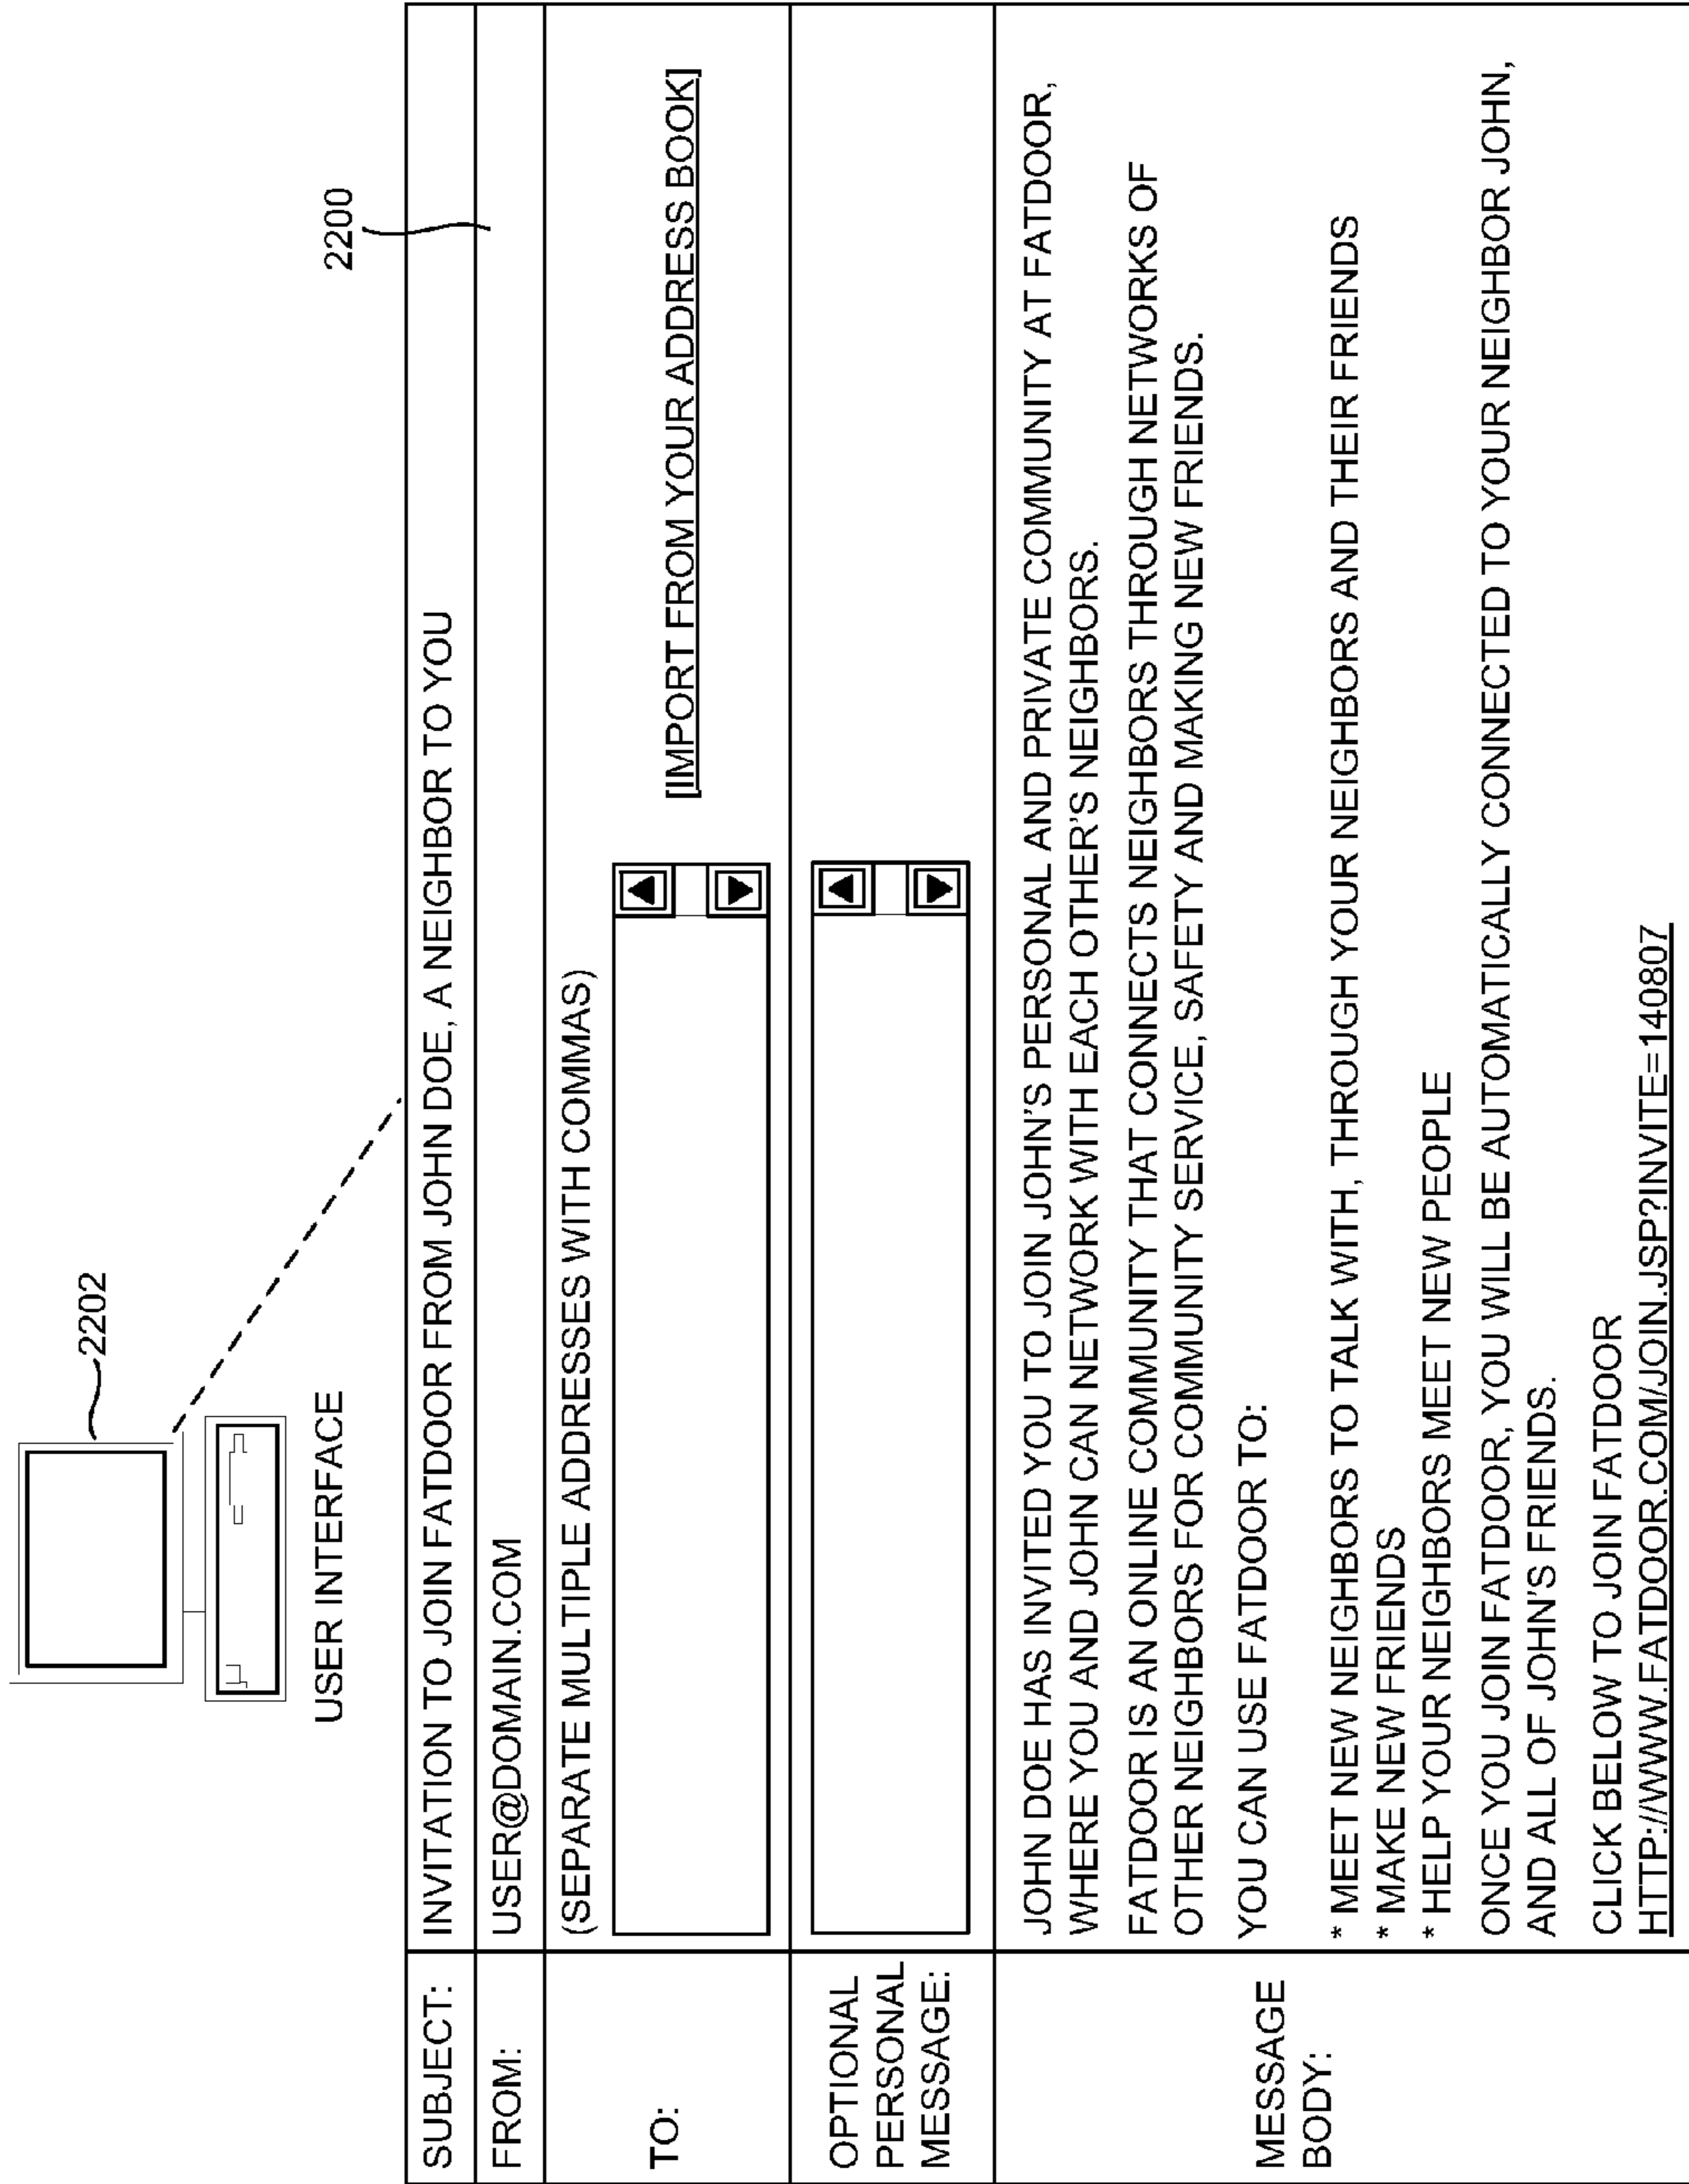 2202
USER INTERFACE
2200
SUBJECT: INVITATION TO JOIN FATDOOR FROM JOHN DOE, A NEIGHBOR TO YOU
FROM: USER@DOMAIN.COM
TO:
(SEPARATE MULTIPLE ADDRESSES WITH COMMAS)
[IMPORT FROM YOUR ADDRESS BOOK]
OPTIONAL
PERSONAL
MESSAGE:
MESSAGE
BODY:
JOHN DOE HAS INVITED YOU TO JOIN JOHN'S PERSONAL AND PRIVATE COMMUNITY AT FATDOOR,
WHERE YOU AND JOHN CAN NETWORK WITH EACH OTHER'S NEIGHBORS.
FATDOOR IS AN ONLINE COMMUNITY THAT CONNECTS NEIGHBORS THROUGH NETWORKS OF
OTHER NEIGHBORS FOR COMMUNITY SERVICE, SAFETY AND MAKING NEW FRIENDS.
YOU CAN USE FATDOOR TO:
* MEET NEW NEIGHBORS TO TALK WITH, THROUGH YOUR NEIGHBORS AND THEIR FRIENDS
* MAKE NEW FRIENDS
* HELP YOUR NEIGHBORS MEET NEW PEOPLE
ONCE YOU JOIN FATDOOR, YOU WILL BE AUTOMATICALLY CONNECTED TO YOUR NEIGHBOR JOHN,
AND ALL OF JOHN'S FRIENDS.
CLICK BELOW TO JOIN FATDOOR
HTTP://WWW.FATDOOR.COM/JOIN.JSP?INVITE=140807